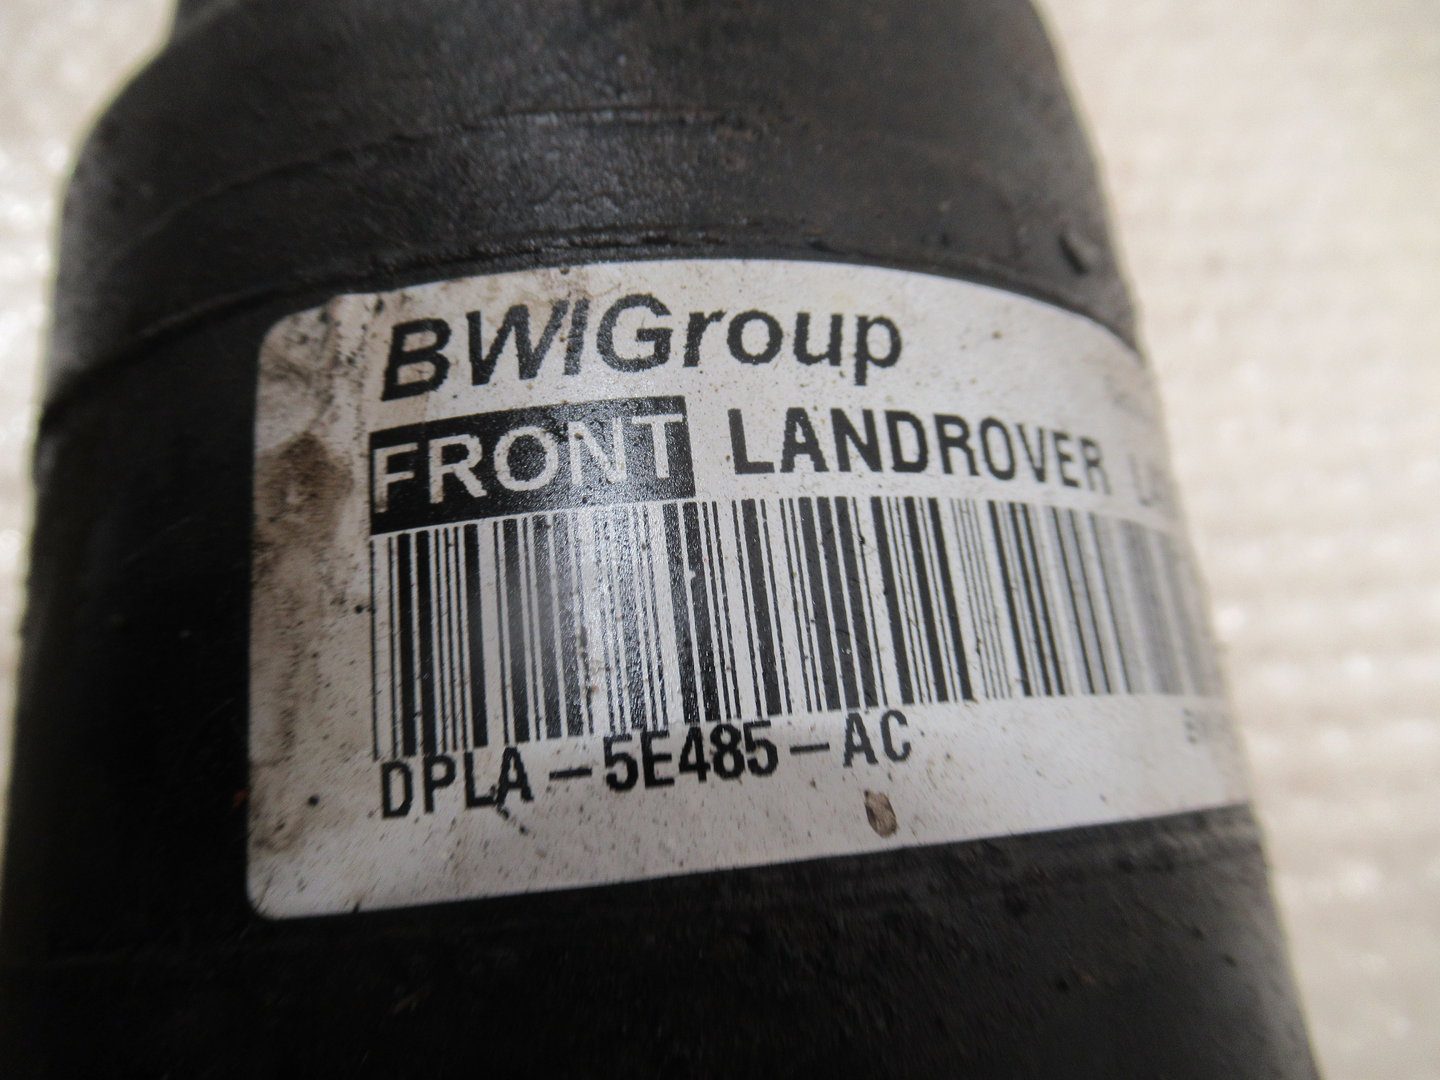 BWIGroup
FRONT LANDROVER
DPLA-5E485-AC